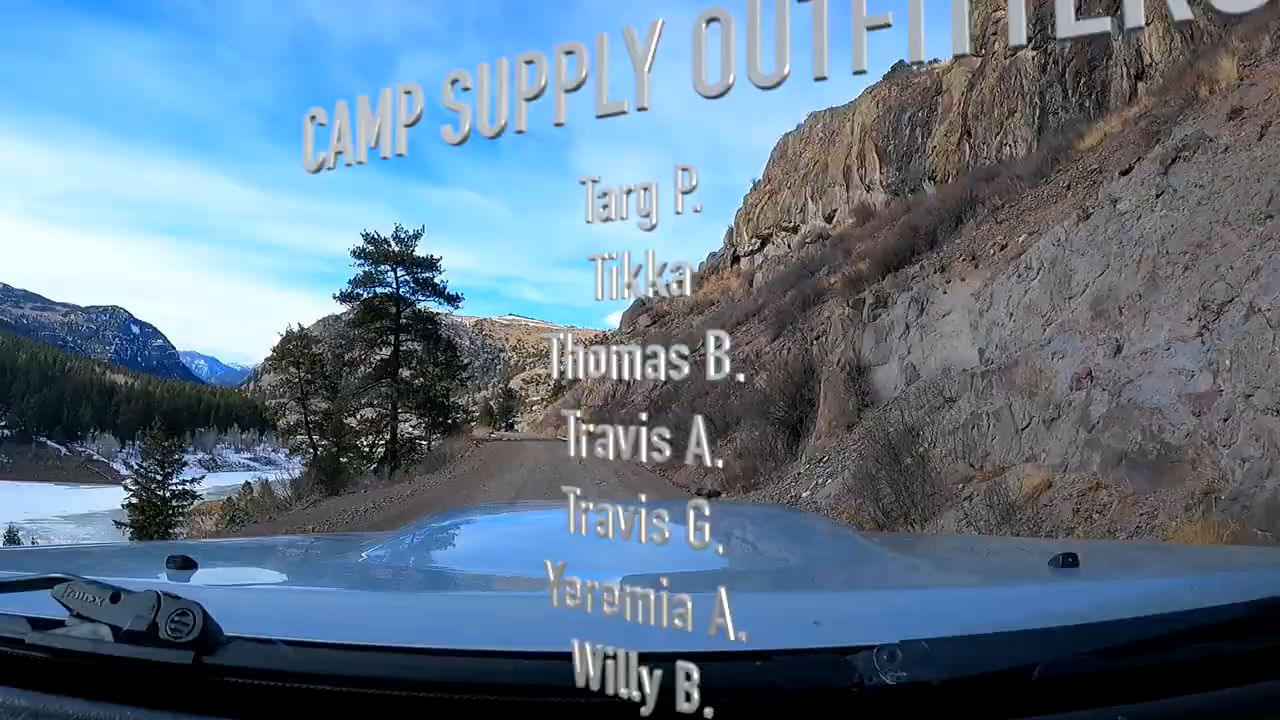 CAMP SUPPLY OUTFITTERS
Targ P.
Tikka
Thomas B.
Travis A.
Travis G.
Yeremia A.
Willy B.